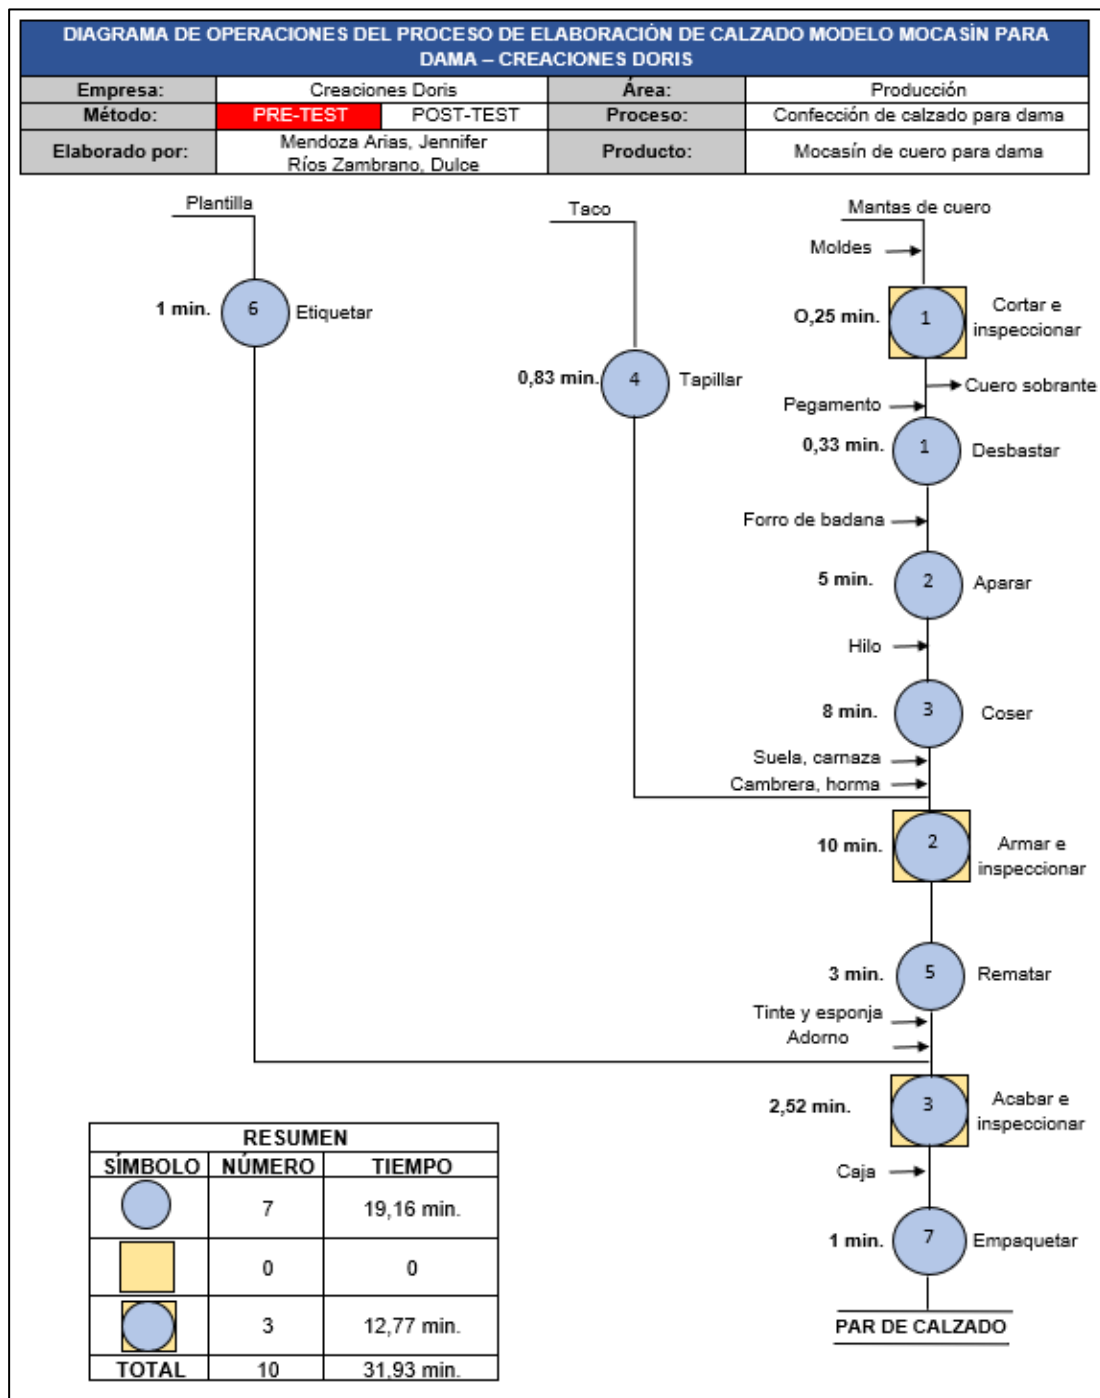 DIAGRAMA DE OPERACIONES DEL PROCESO DE ELABORACIÓN DE CALZADO MODELO MOCASÍN PARA
DAMA – CREACIONES DORIS
Empresa: Creaciones Doris Área: Producción
Método: PRE-TEST POST-TEST Proceso: Confección de calzado para dama
Elaborado por: Mendoza Arias, Jennifer
Ríos Zambrano, Dulce
Producto: Mocasín de cuero para dama
Plantilla
Taco
Mantas de cuero
Moldes
1 min. 6 Etiquetar
O,25 min. 1 Cortar e
inspeccionar
0,83 min. 4 Tapillar
Cuero sobrante
Pegamento
0,33 min. 1 Desbastar
Forro de badana
5 min. 2 Aparar
Hilo
8 min. 3 Coser
Suela, carnaza
Cambrera, horma
10 min. 2 Armar e
inspeccionar
3 min. 5 Rematar
Tinte y esponja
Adorno
2,52 min. 3 Acabar e
inspeccionar
Caja
1 min. 7 Empaquetar
PAR DE CALZADO
RESUMEN
SÍMBOLO NÚMERO TIEMPO
7 19,16 min.
0 0
3 12,77 min.
TOTAL 10 31,93 min.